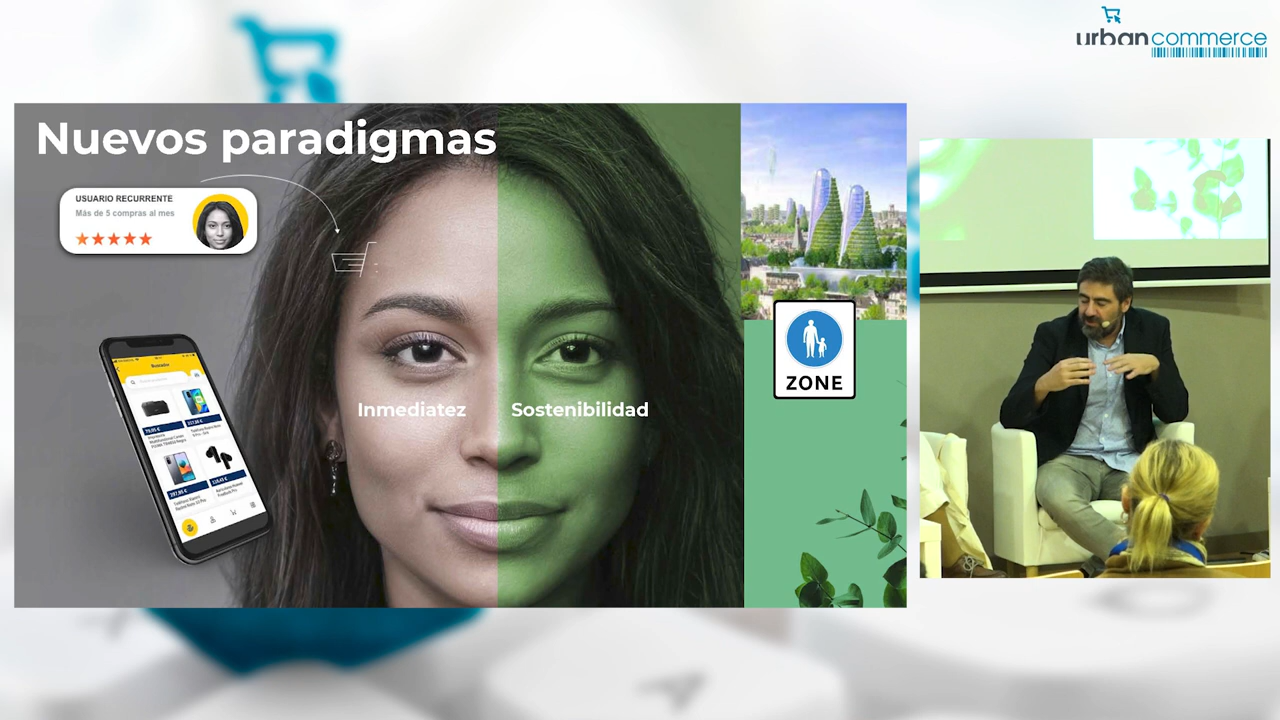 urbancommerce
Nuevos paradigmas
USUARIO RECURRENTE
Más de 5 compras al mes
Inmediatez
Sostenibilidad
ZONE